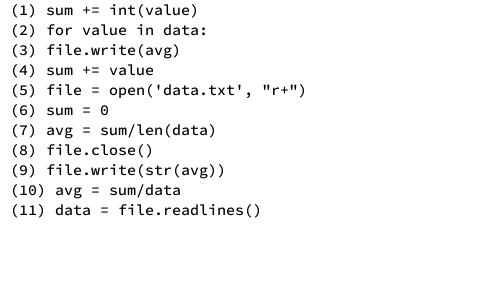 (1) sum += int(value)
(2) for value in data:
(3) file.write(avg)
(4) sum += value
(5) file = open('data.txt', "r+")
(6) sum = 0
(7) avg = sum/len(data)
(8) file.close()
(9) file.write(str(avg))
(10) avg = sum/data
(11) data = file.readlines()